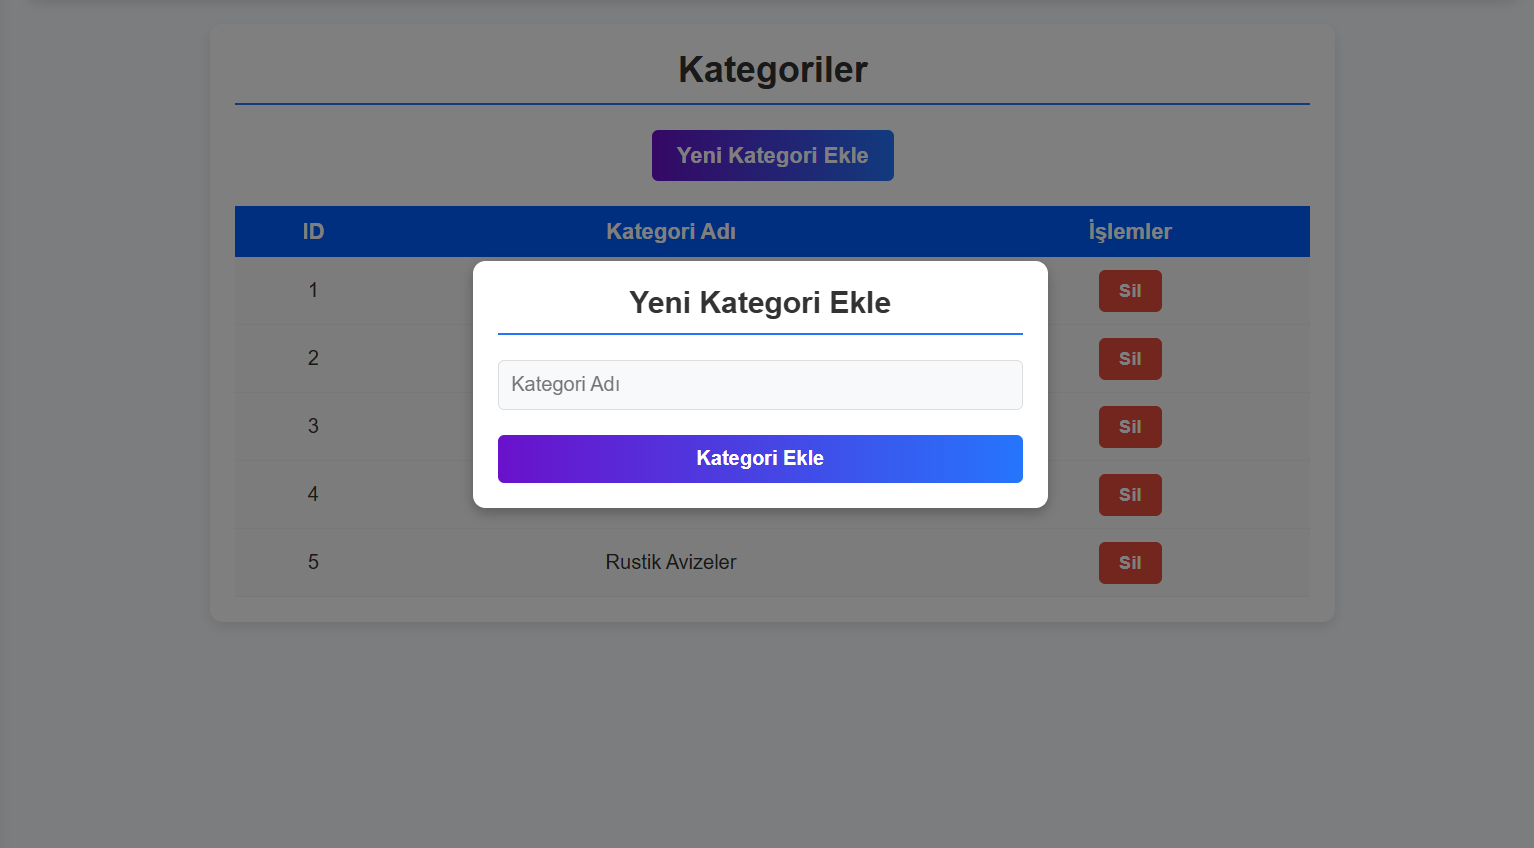 Kategoriler
Yeni Kategori Ekle
ID Kategori Adı İşlemler
1 Sil
Yeni Kategori Ekle
2 Sil
Kategori Adı
3 Sil
Kategori Ekle
4 Sil
5 Rustik Avizeler Sil